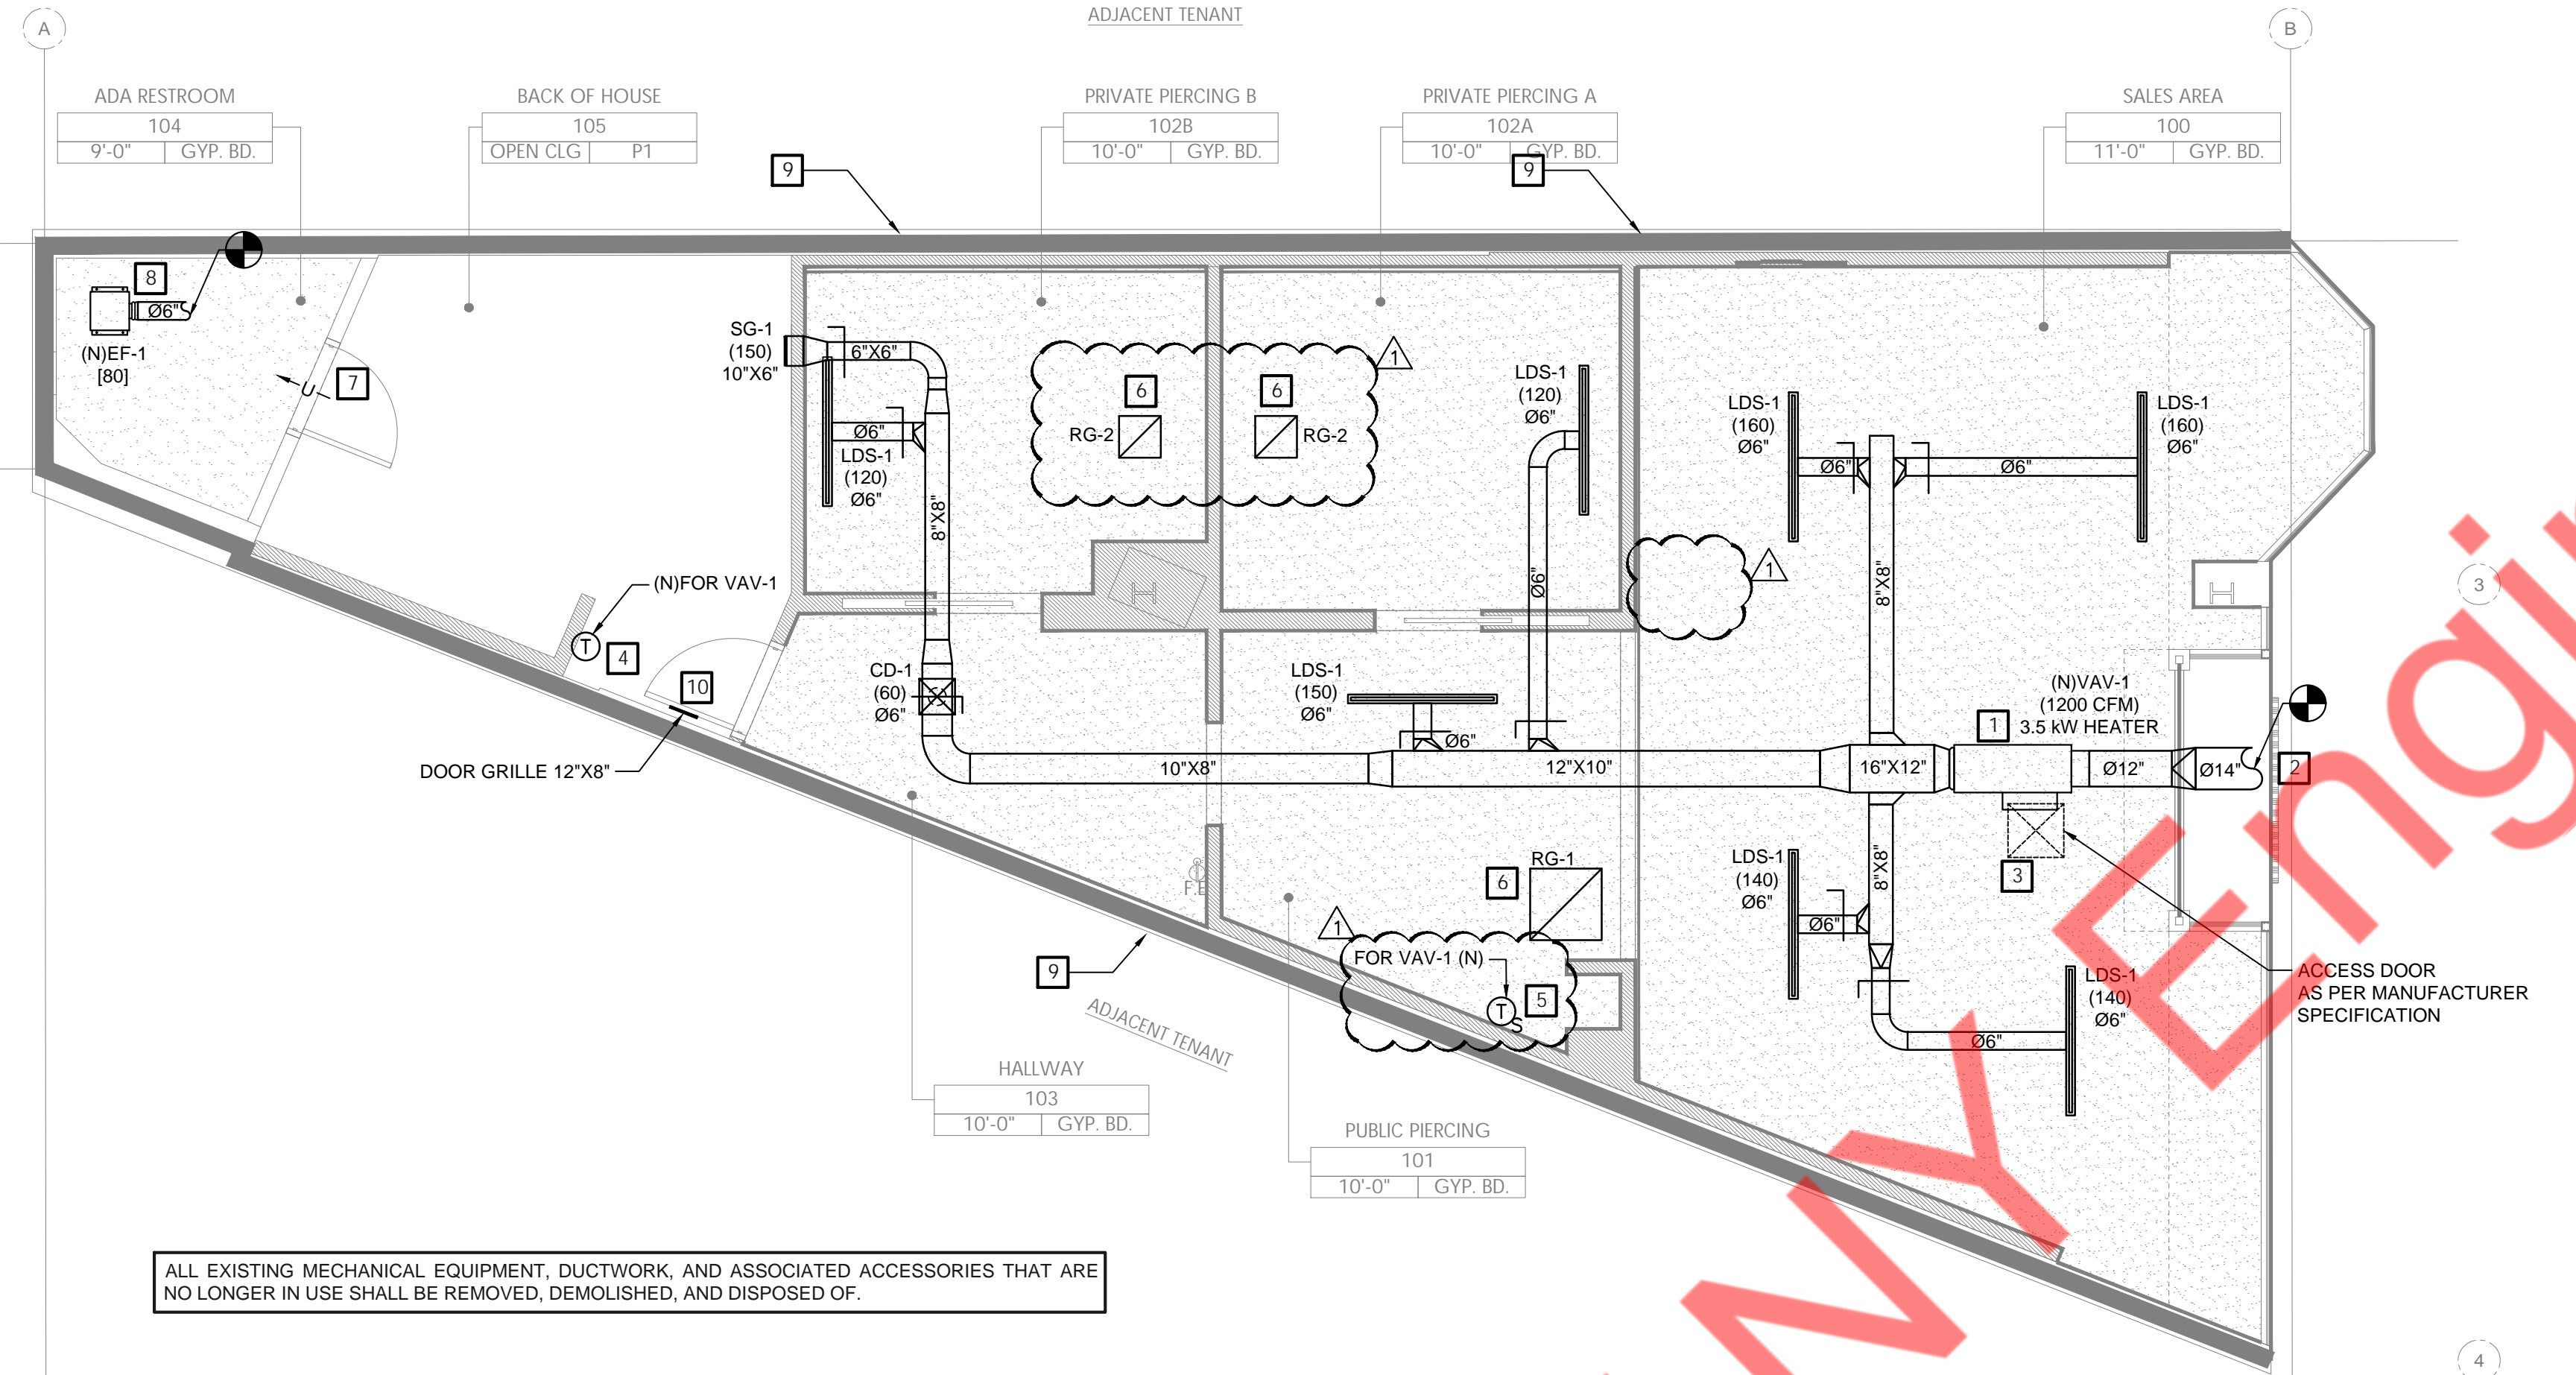 ADJACENT TENANT
A
B
ADA RESTROOM
104
9'-0" GYP. BD.
BACK OF HOUSE
105
OPEN CLG P1
PRIVATE PIERCING B
102B
10'-0" GYP. BD.
PRIVATE PIERCING A
102A
10'-0" GYP. BD.
SALES AREA
100
11'-0" GYP. BD.
9
9
8
Ø6"
(N)EF-1
[80]
7
U
SG-1
(150)
10"X6"
6"X6"
Ø6"
LDS-1
(120)
Ø6"
8"X8"
6
RG-2
6
RG-2
1
LDS-1
(120)
Ø6"
Ø6"
LDS-1
(160)
Ø6"
Ø6"
Ø6"
LDS-1
(160)
Ø6"
8"X8"
1
3
(N)FOR VAV-1
T
4
10
DOOR GRILLE 12"X8"
CD-1
(60)
Ø6"
LDS-1
(150)
Ø6"
Ø6"
10"X8"
12"X10"
16"X12"
1
(N)VAV-1
(1200 CFM)
3.5 kW HEATER
Ø12"
Ø14"
2
3
8"X8"
LDS-1
(140)
Ø6"
Ø6"
F.E
RG-1
6
1
FOR VAV-1 (N)
T
S
5
9
ADJACENT TENANT
LDS-1
(140)
Ø6"
Ø6"
ACCESS DOOR
AS PER MANUFACTURER
SPECIFICATION
HALLWAY
103
10'-0" GYP. BD.
PUBLIC PIERCING
101
10'-0" GYP. BD.
ALL EXISTING MECHANICAL EQUIPMENT, DUCTWORK, AND ASSOCIATED ACCESSORIES THAT ARE
NO LONGER IN USE SHALL BE REMOVED, DEMOLISHED, AND DISPOSED OF.
4
NY Engi